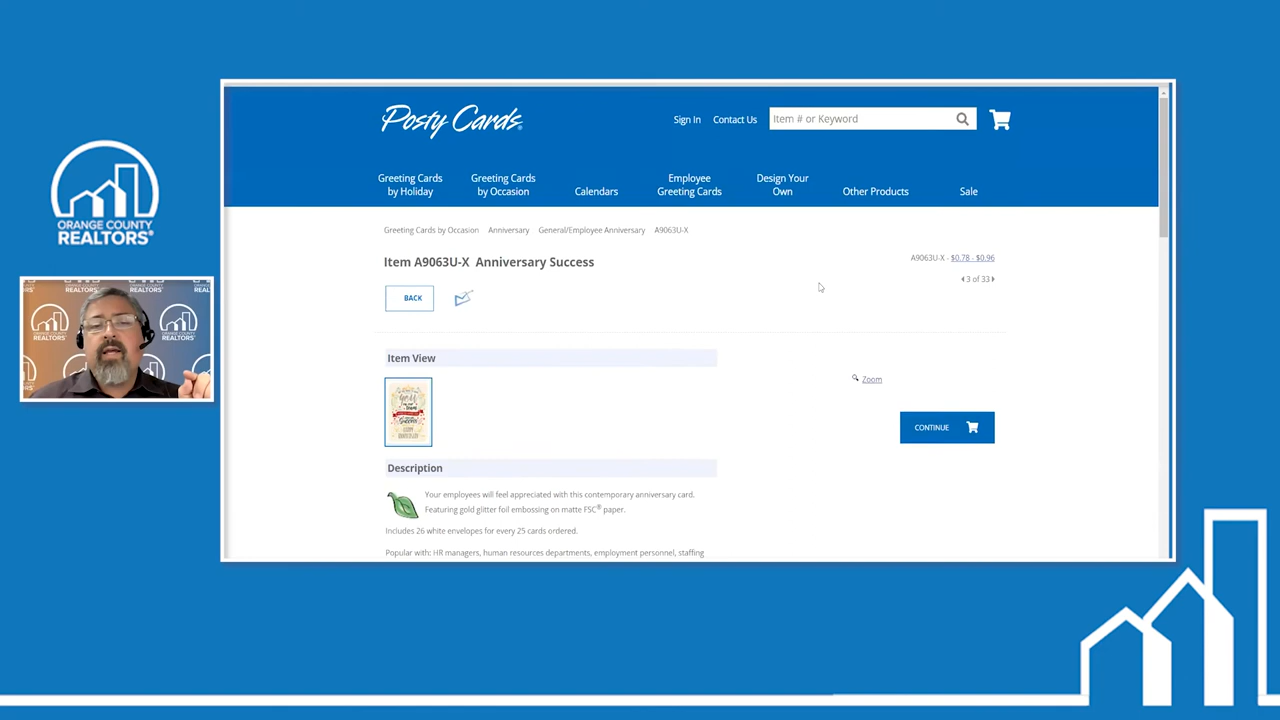 Posty Cards
Sign In
Contact Us
Item # or Keyword
Greeting Cards
by Holiday
Greeting Cards
by Occasion
Calendars
Employee
Greeting Cards
Design Your
Own
Other Products
Sale
ORANGE COUNTY
REALTORS®
Greeting Cards by Occasion
Anniversary
General/Employee Anniversary
A9063U-X
Item A9063U-X Anniversary Success
A9063U-X - $0.78 - $0.96
3 of 33
BACK
Item View
Zoom
CONTINUE
Description
Your employees will feel appreciated with this contemporary anniversary card.
Featuring gold glitter foil embossing on matte FSC® paper.
Includes 26 white envelopes for every 25 cards ordered.
Popular with: HR managers, human resources departments, employment personnel, staffing